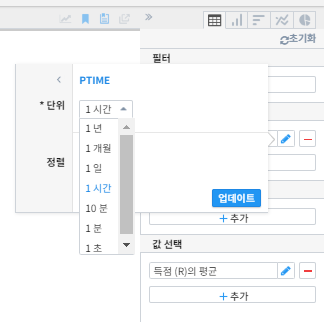 초기화
필터
PTIME
* 단위
1 시간
1 년
1 개월
1 일
1 시간
10 분
1 분
1 초
정렬
업데이트
+ 추가
값 선택
득점 (R)의 평균
+ 추가